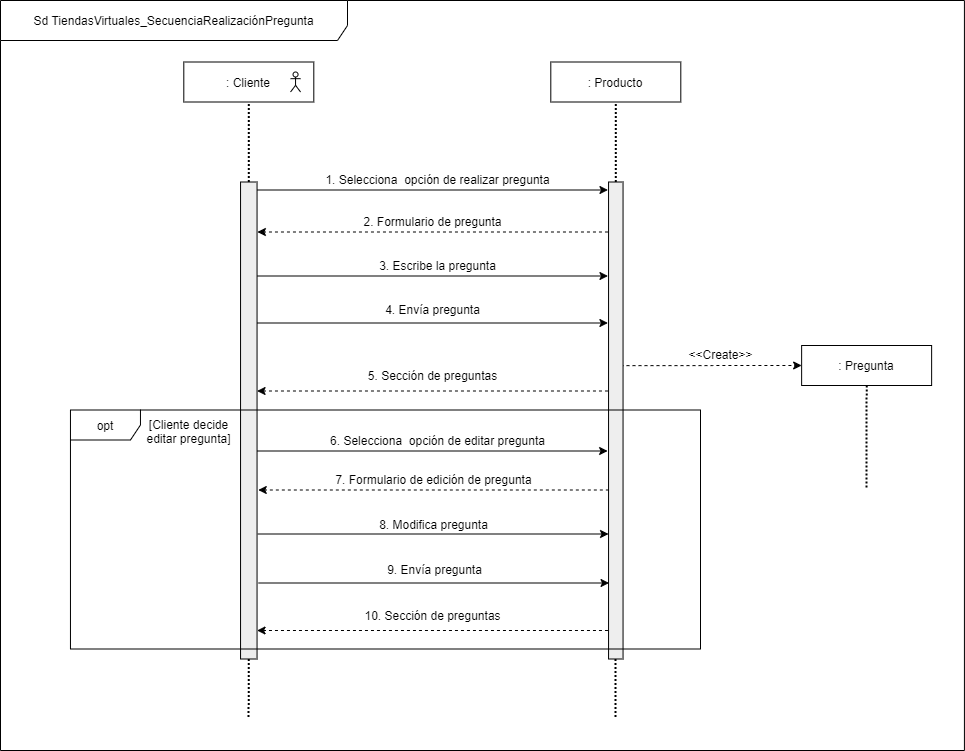 Sd TiendasVirtuales_SecuenciaRealizaciónPregunta
: Cliente
: Producto
1. Selecciona  opción de realizar pregunta
2. Formulario de pregunta
3. Escribe la pregunta
4. Envía pregunta
<<Create>>
: Pregunta
5. Sección de preguntas
opt
[Cliente decide
editar pregunta]
6. Selecciona  opción de editar pregunta
7. Formulario de edición de pregunta
8. Modifica pregunta
9. Envía pregunta
10. Sección de preguntas